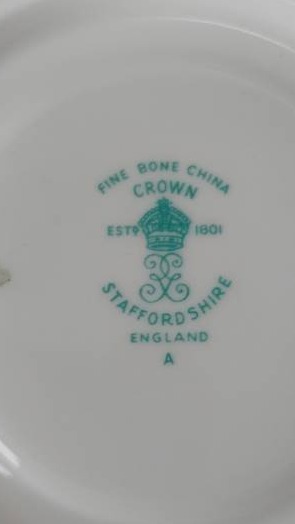 FINE BONE CHINA
CROWN
ESTD 1801
STAFFORDSHIRE
ENGLAND
A